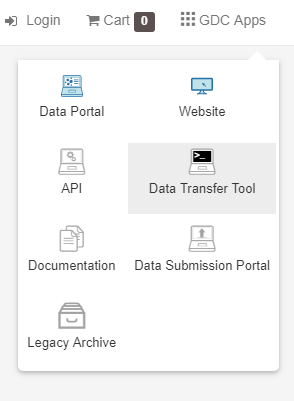 Login Cart 0 GDC Apps
Data Portal Website
>_
API Data Transfer Tool
Documentation Data Submission Portal
Legacy Archive